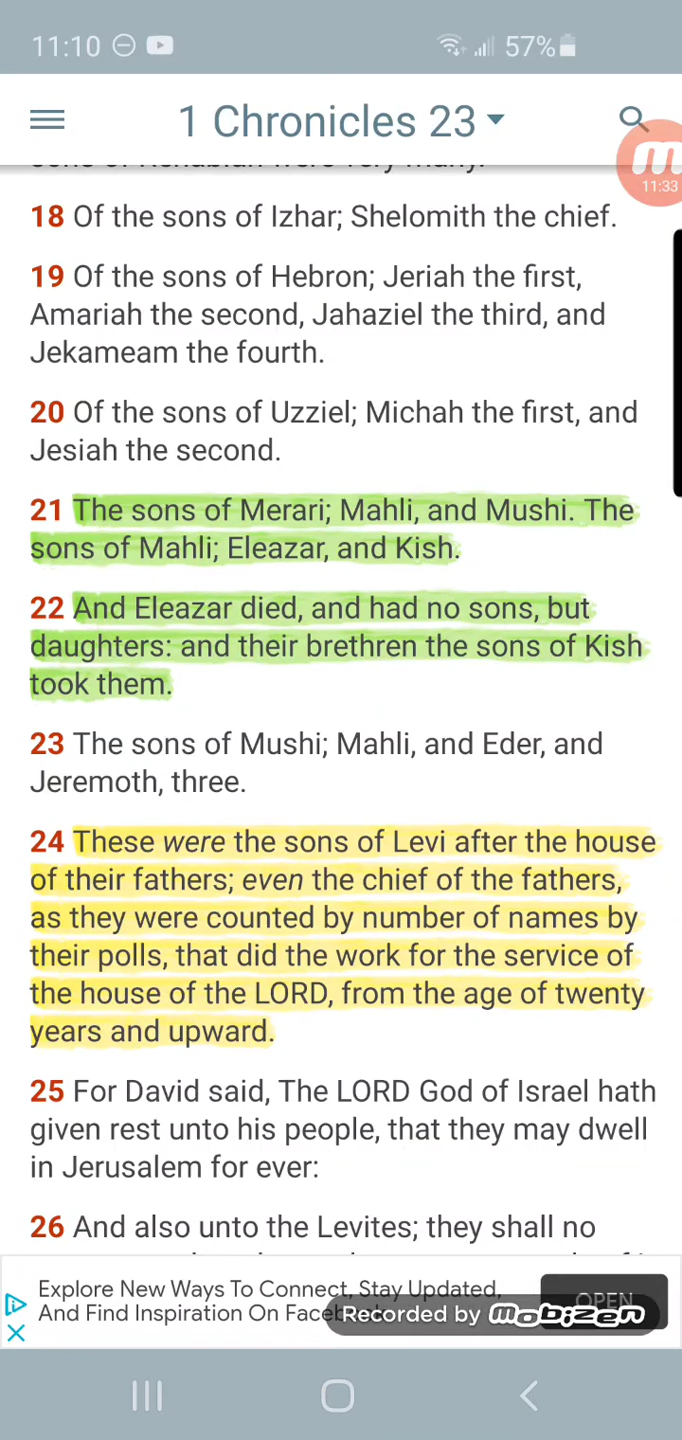 11:10 57%
1 Chronicles 23
11:33
18 Of the sons of Izhar; Shelomith the chief.
19 Of the sons of Hebron; Jeriah the first,
Amariah the second, Jahaziel the third, and
Jekameam the fourth.
20 Of the sons of Uzziel; Michah the first, and
Jesiah the second.
21 The sons of Merari; Mahli, and Mushi. The
sons of Mahli; Eleazar, and Kish.
22 And Eleazar died, and had no sons, but
daughters: and their brethren the sons of Kish
took them.
23 The sons of Mushi; Mahli, and Eder, and
Jeremoth, three.
24 These were the sons of Levi after the house
of their fathers; even the chief of the fathers,
as they were counted by number of names by
their polls, that did the work for the service of
the house of the LORD, from the age of twenty
years and upward.
25 For David said, The LORD God of Israel hath
given rest unto his people, that they may dwell
in Jerusalem for ever:
26 And also unto the Levites; they shall no
Explore New Ways To Connect, Stay Updated,
And Find Inspiration On
OPEN
Recorded by mobizen